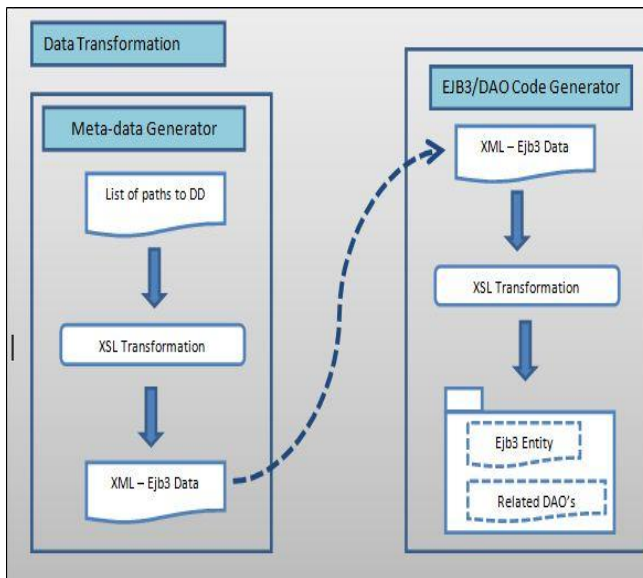 Data Transformation
Meta-data Generator
List of paths to DD
XSL Transformation
XML – Ejb3 Data
EJB3/DAO Code Generator
XML – Ejb3 Data
XSL Transformation
Ejb3 Entity
Related DAO's